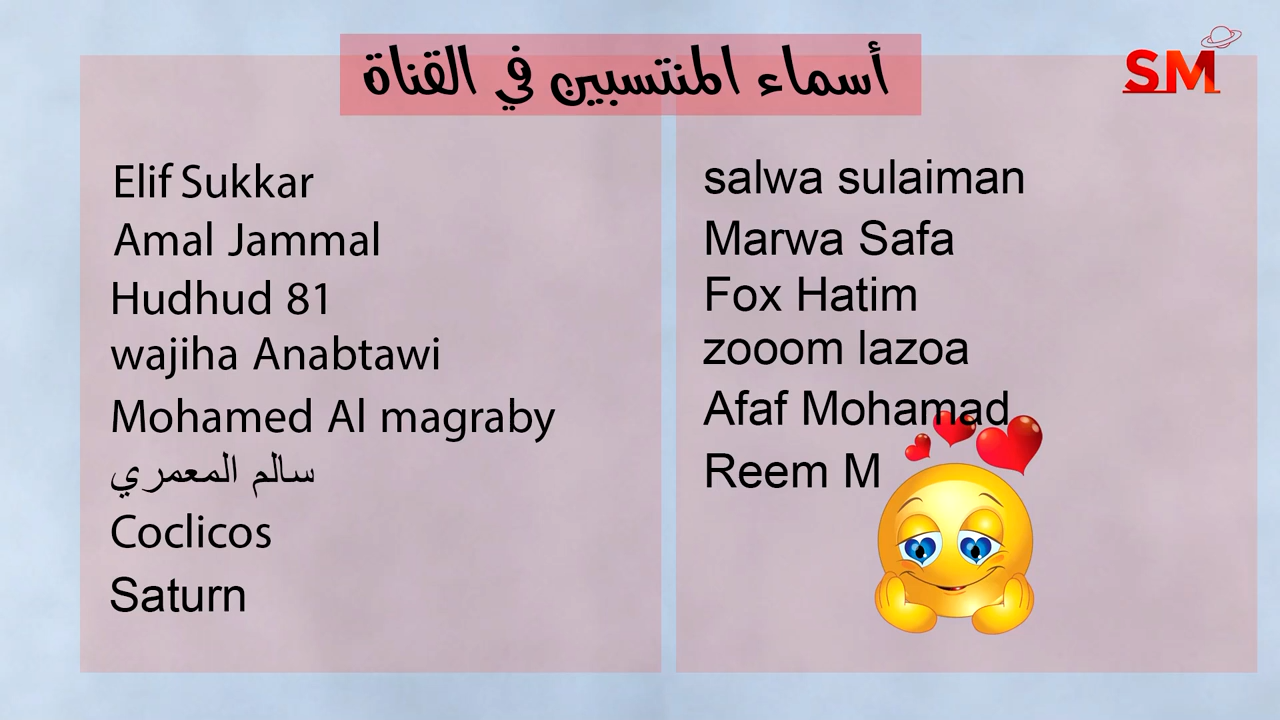 أسماء المنتسبين في القناة
SM
Elif Sukkar
Amal Jammal
Hudhud 81
wajiha Anabtawi
Mohamed Al magraby
سالم المعمري
Coclicos
Saturn
salwa sulaiman
Marwa Safa
Fox Hatim
zooom lazoa
Afaf Mohamad
Reem M